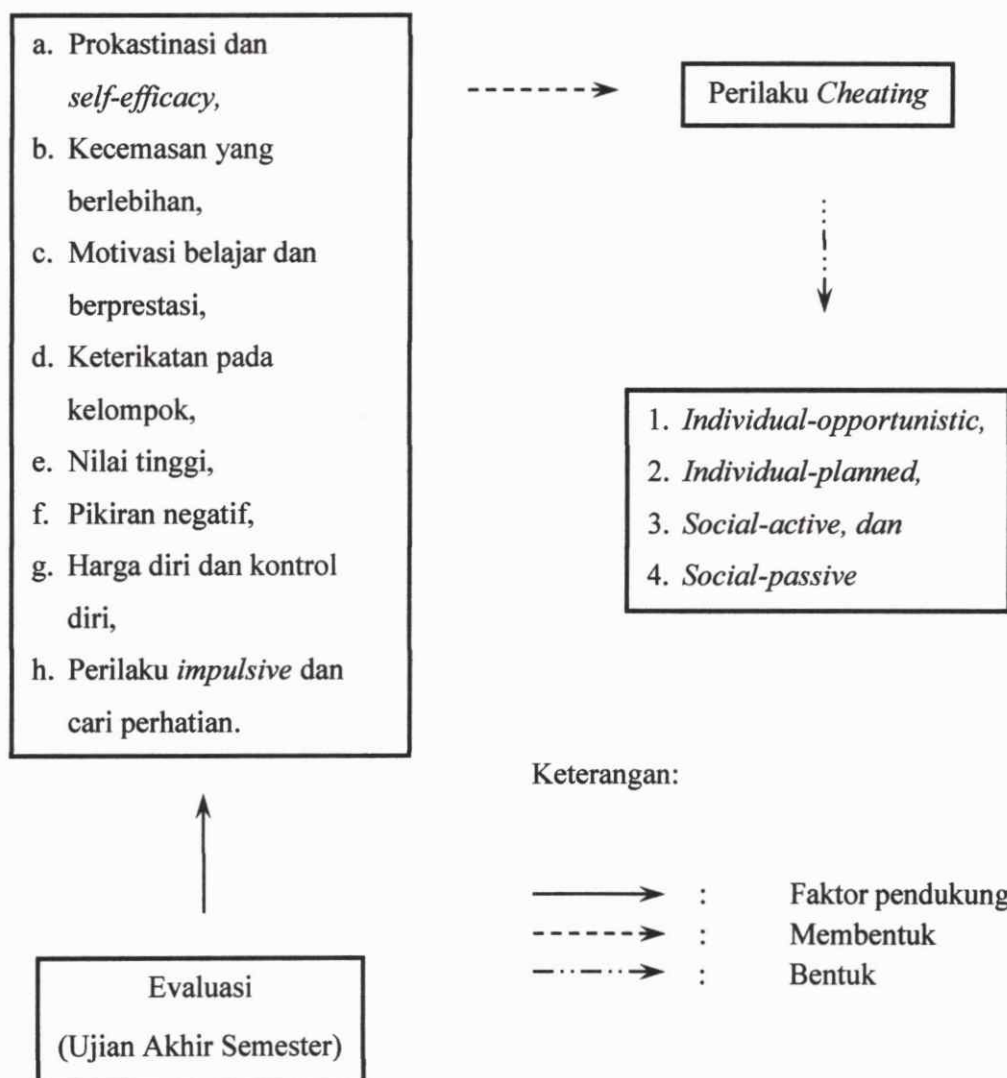 a. Prokastinasi dan
self-efficacy,
b. Kecemasan yang
berlebihan,
c. Motivasi belajar dan
berprestasi,
d. Keterikatan pada
kelompok,
e. Nilai tinggi,
f. Pikiran negatif,
g. Harga diri dan kontrol
diri,
h. Perilaku impulsive dan
cari perhatian.
Perilaku Cheating
1. Individual-opportunistic,
2. Individual-planned,
3. Social-active, dan
4. Social-passive
Evaluasi
(Ujian Akhir Semester)
Keterangan:
: Faktor pendukung
: Membentuk
: Bentuk